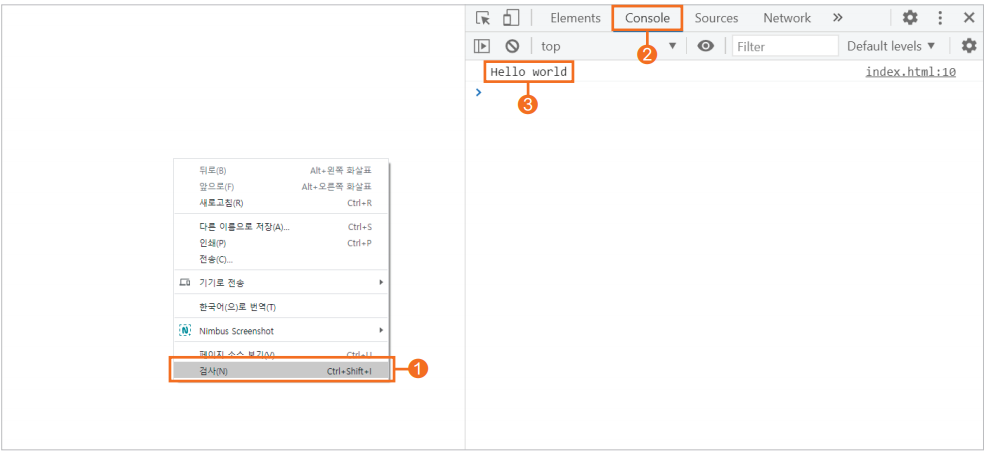 Elements Console Sources Network
top Filter Default levels
Hello world index.html:10
뒤로(B) Alt+왼쪽 화살표
앞으로(F) Alt+오른쪽 화살표
새로고침(R) Ctrl+R
다른 이름으로 저장(A)... Ctrl+S
인쇄(P) Ctrl+P
전송(C)...
기기로 전송
한국어(으)로 번역(T)
N Nimbus Screenshot
페이지 소스 보기(V) Ctrl+U
검사(N) Ctrl+Shift+I
1
2
3